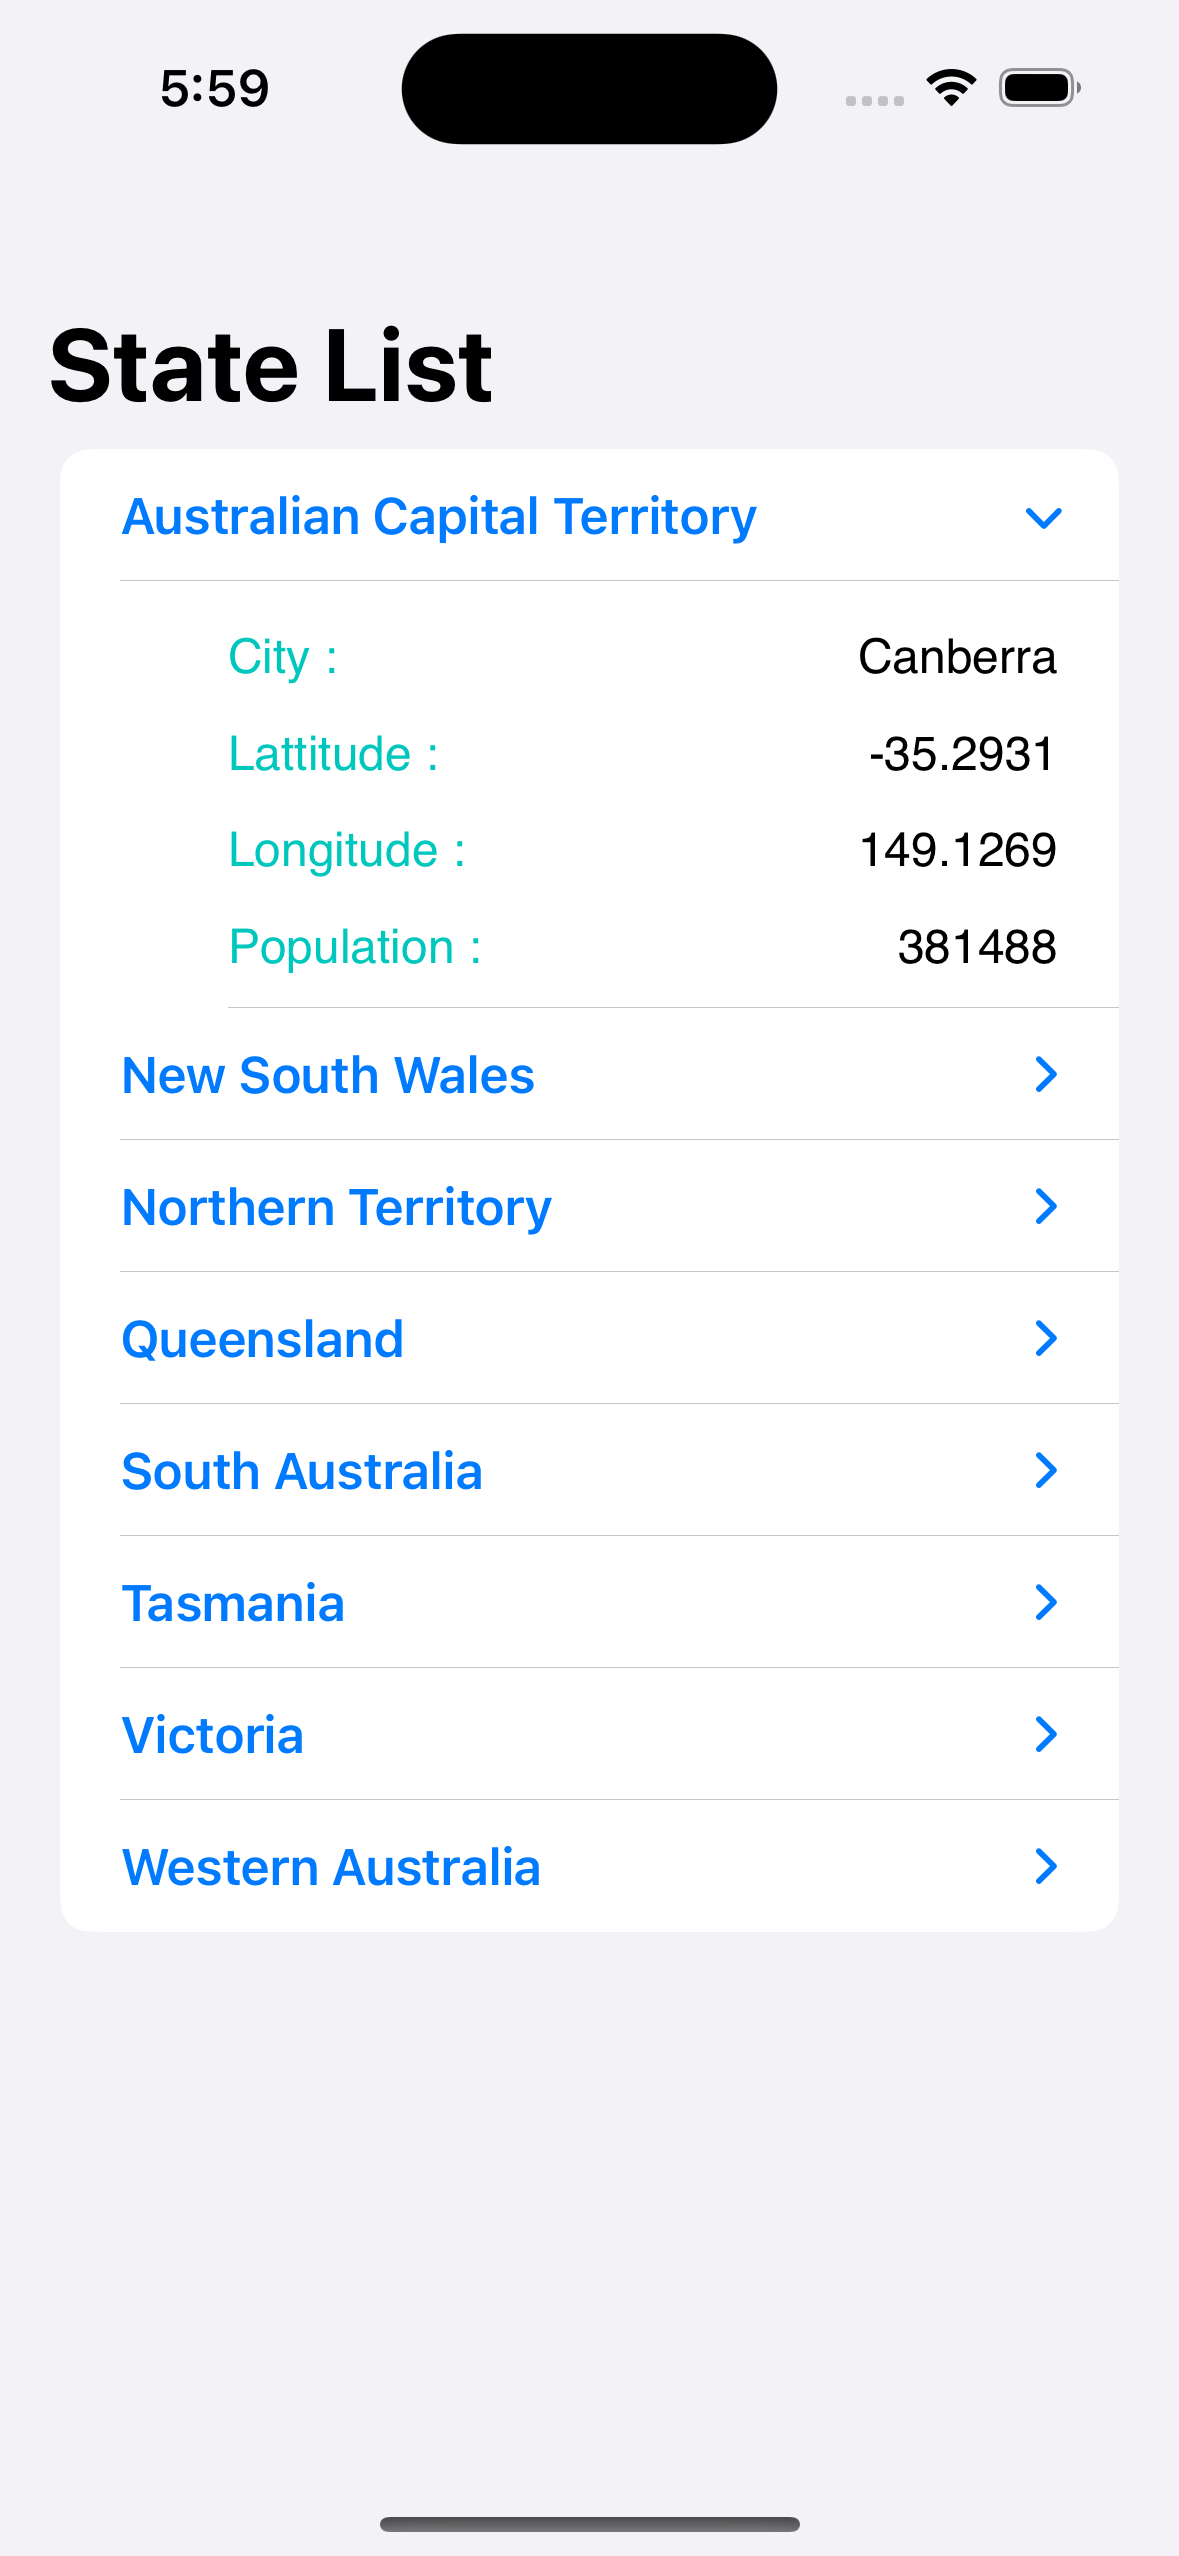 5:59
State List
Australian Capital Territory
City : Canberra
Lattitude : -35.2931
Longitude : 149.1269
Population : 381488
New South Wales
Northern Territory
Queensland
South Australia
Tasmania
Victoria
Western Australia